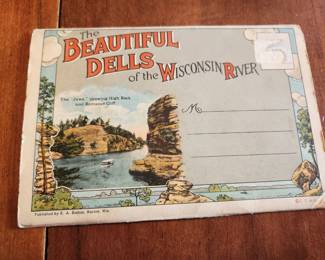 The
BEAUTIFUL
DELLS
of the WISCONSIN RIVER
The "Jaws," showing High Rock
and Romance Cliff
M
Published by E. A. Bishop, Racine, Wis.